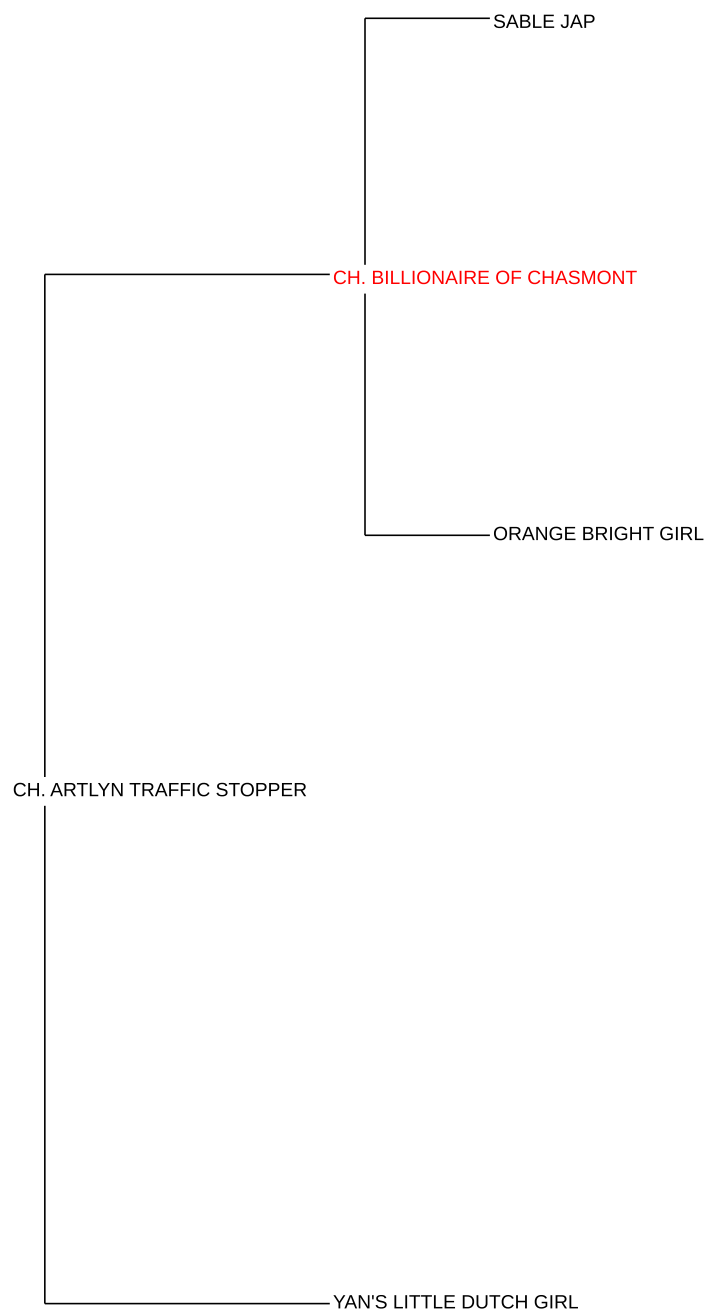 SABLE JAP
CH. BILLIONAIRE OF CHASMONT
ORANGE BRIGHT GIRL
CH. ARTLYN TRAFFIC STOPPER
YAN'S LITTLE DUTCH GIRL